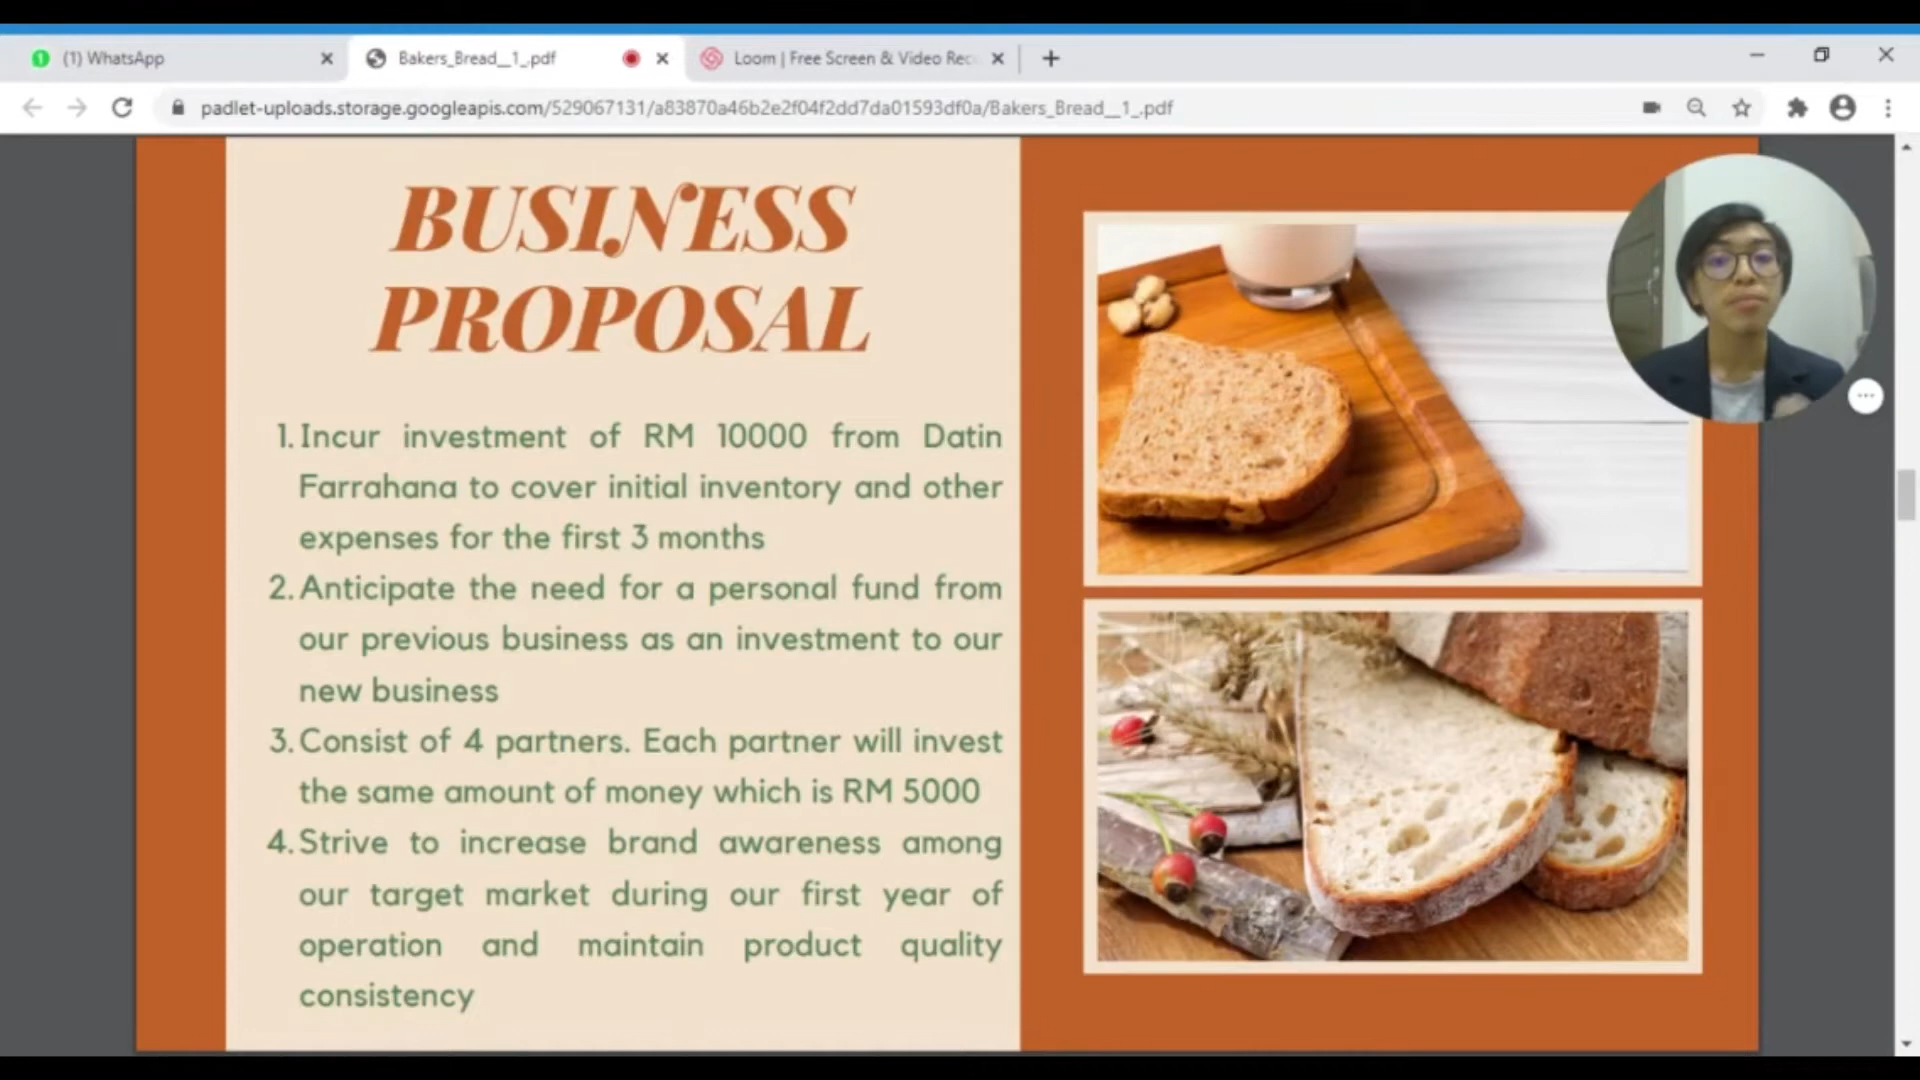 (1) WhatsApp
Bakers_Bread__1_.pdf
Loom | Free Screen & Video Rec
padlet-uploads.storage.googleapis.com/529067131/a83870a46b2e2f04f2dd7da01593df0a/Bakers_Bread__1_.pdf
BUSINESS
PROPOSAL
1. Incur investment of RM 10000 from Datin
Farrahana to cover initial inventory and other
expenses for the first 3 months
2. Anticipate the need for a personal fund from
our previous business as an investment to our
new business
3. Consist of 4 partners. Each partner will invest
the same amount of money which is RM 5000
4. Strive to increase brand awareness among
our target market during our first year of
operation and maintain product quality
consistency